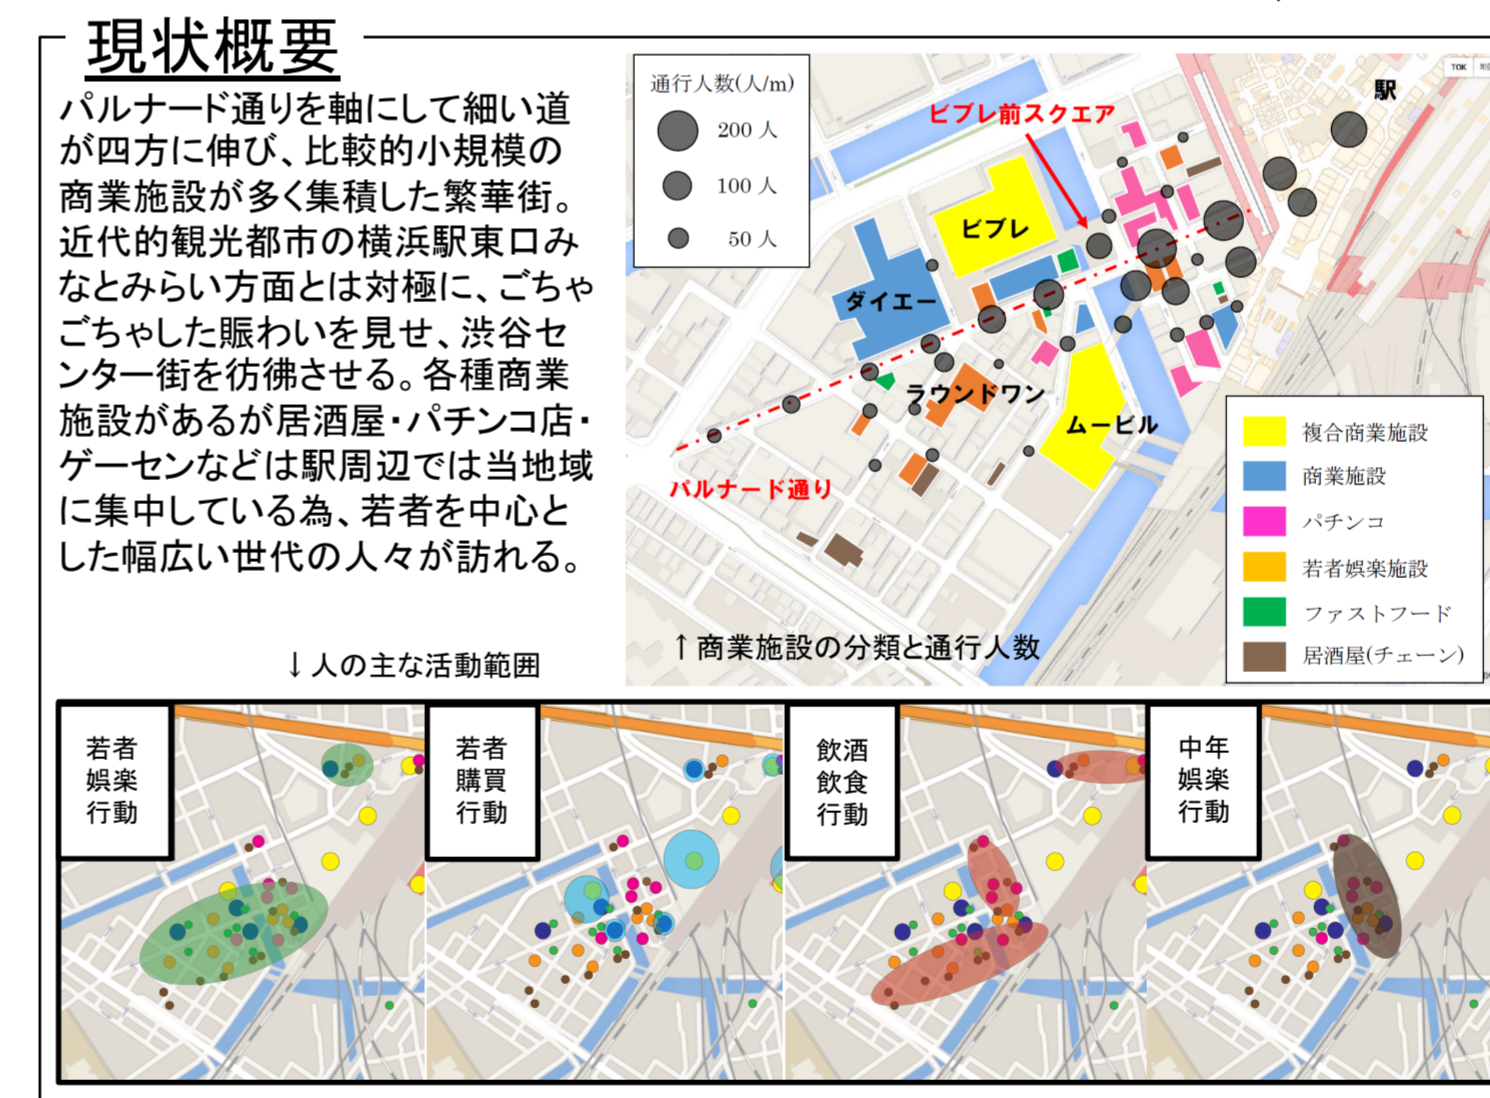 現状概要
パルナード通りを軸にして細い道
が四方に伸び、比較的小規模の
商業施設が多く集積した繁華街。
近代的観光都市の横浜駅東口み
なとみらい方面とは対極に、ごちゃ
ごちゃした賑わいを見せ、渋谷セ
ンター街を彷彿させる。各種商業
施設があるが居酒屋・パチンコ店・
ゲーセンなどは駅周辺では当地域
に集中している為、若者を中心と
した幅広い世代の人々が訪れる。
↓人の主な活動範囲
通行人数(人/m)
200 人
100 人
50 人
ビブレ前スクエア
駅
TOK
ビブレ
ダイエー
ラウンドワン
ムービル
パルナード通り
↑商業施設の分類と通行人数
複合商業施設
商業施設
パチンコ
若者娯楽施設
ファストフード
居酒屋(チェーン)
若者
娯楽
行動
若者
購買
行動
飲酒
飲食
行動
中年
娯楽
行動